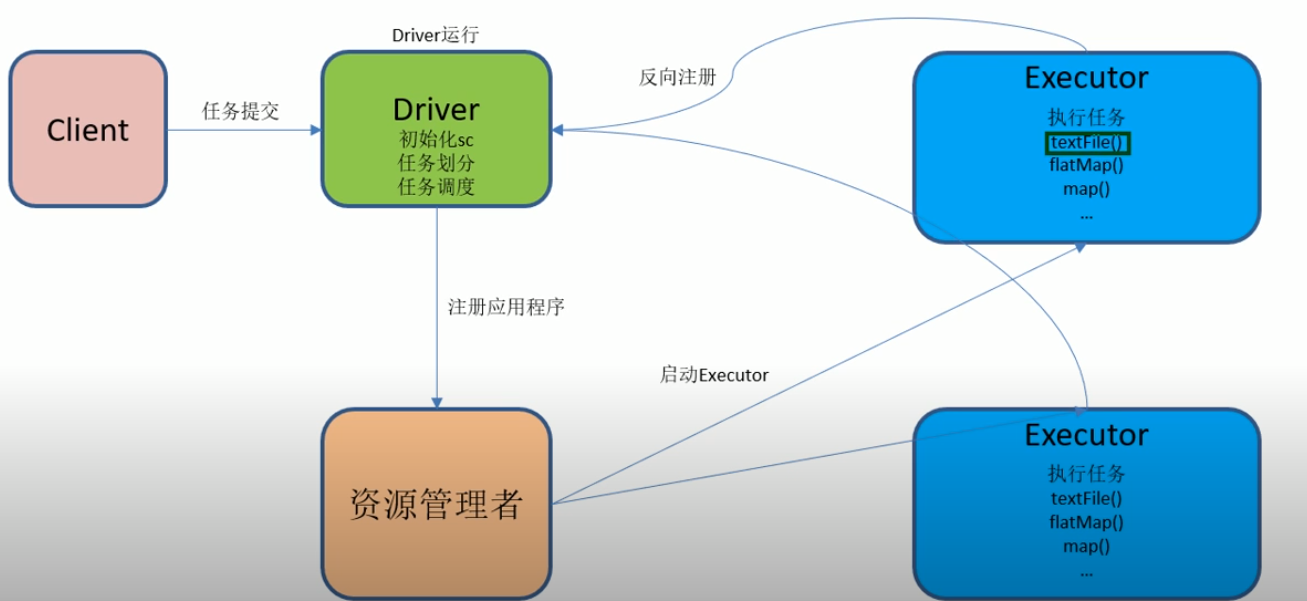 Driver运行
Client
任务提交
Driver
初始化sc
任务划分
任务调度
反向注册
Executor
执行任务
textFile()
flatMap()
map()
...
注册应用程序
启动Executor
资源管理者
Executor
执行任务
textFile()
flatMap()
map()
...